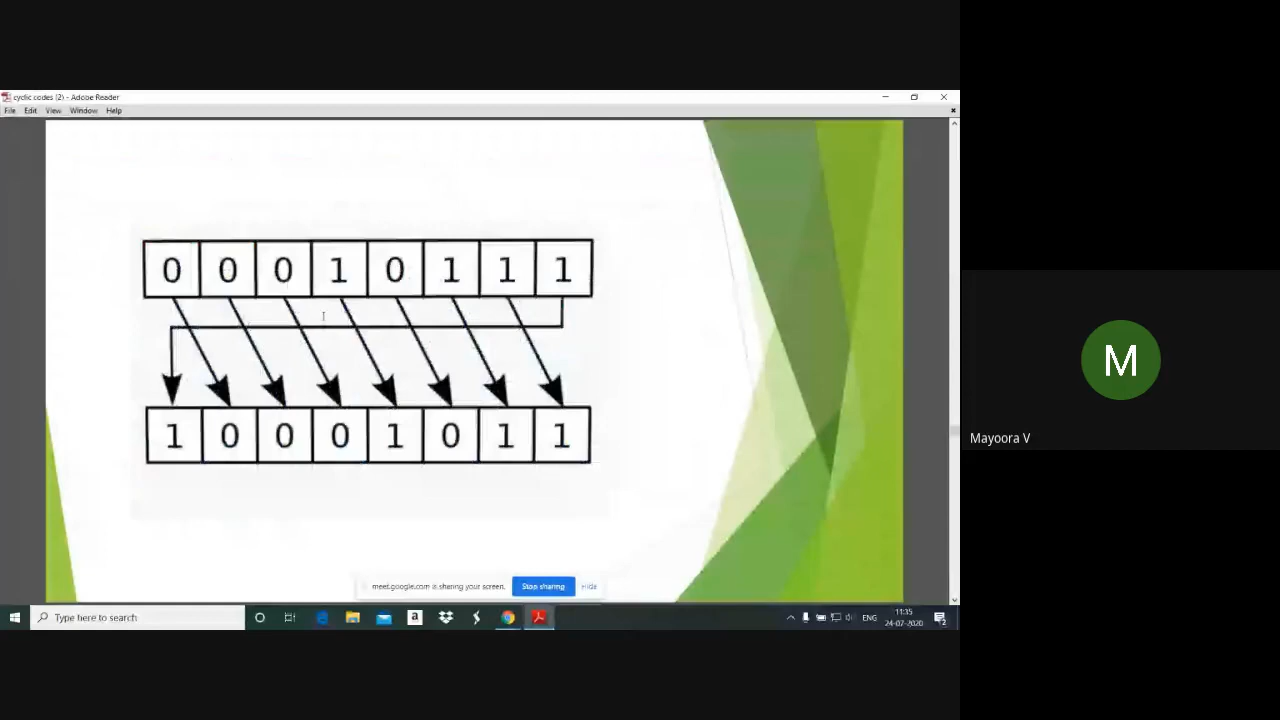 cyclic codes (2) - Adobe Reader
File Edit View Window Help
0 0 0 1 0 1 1 1
1 0 0 0 1 0 1 1
M
Mayoora V
meet.google.com is sharing your screen. Stop sharing Hide
Type here to search
a
ENG
11:35
24-07-2020